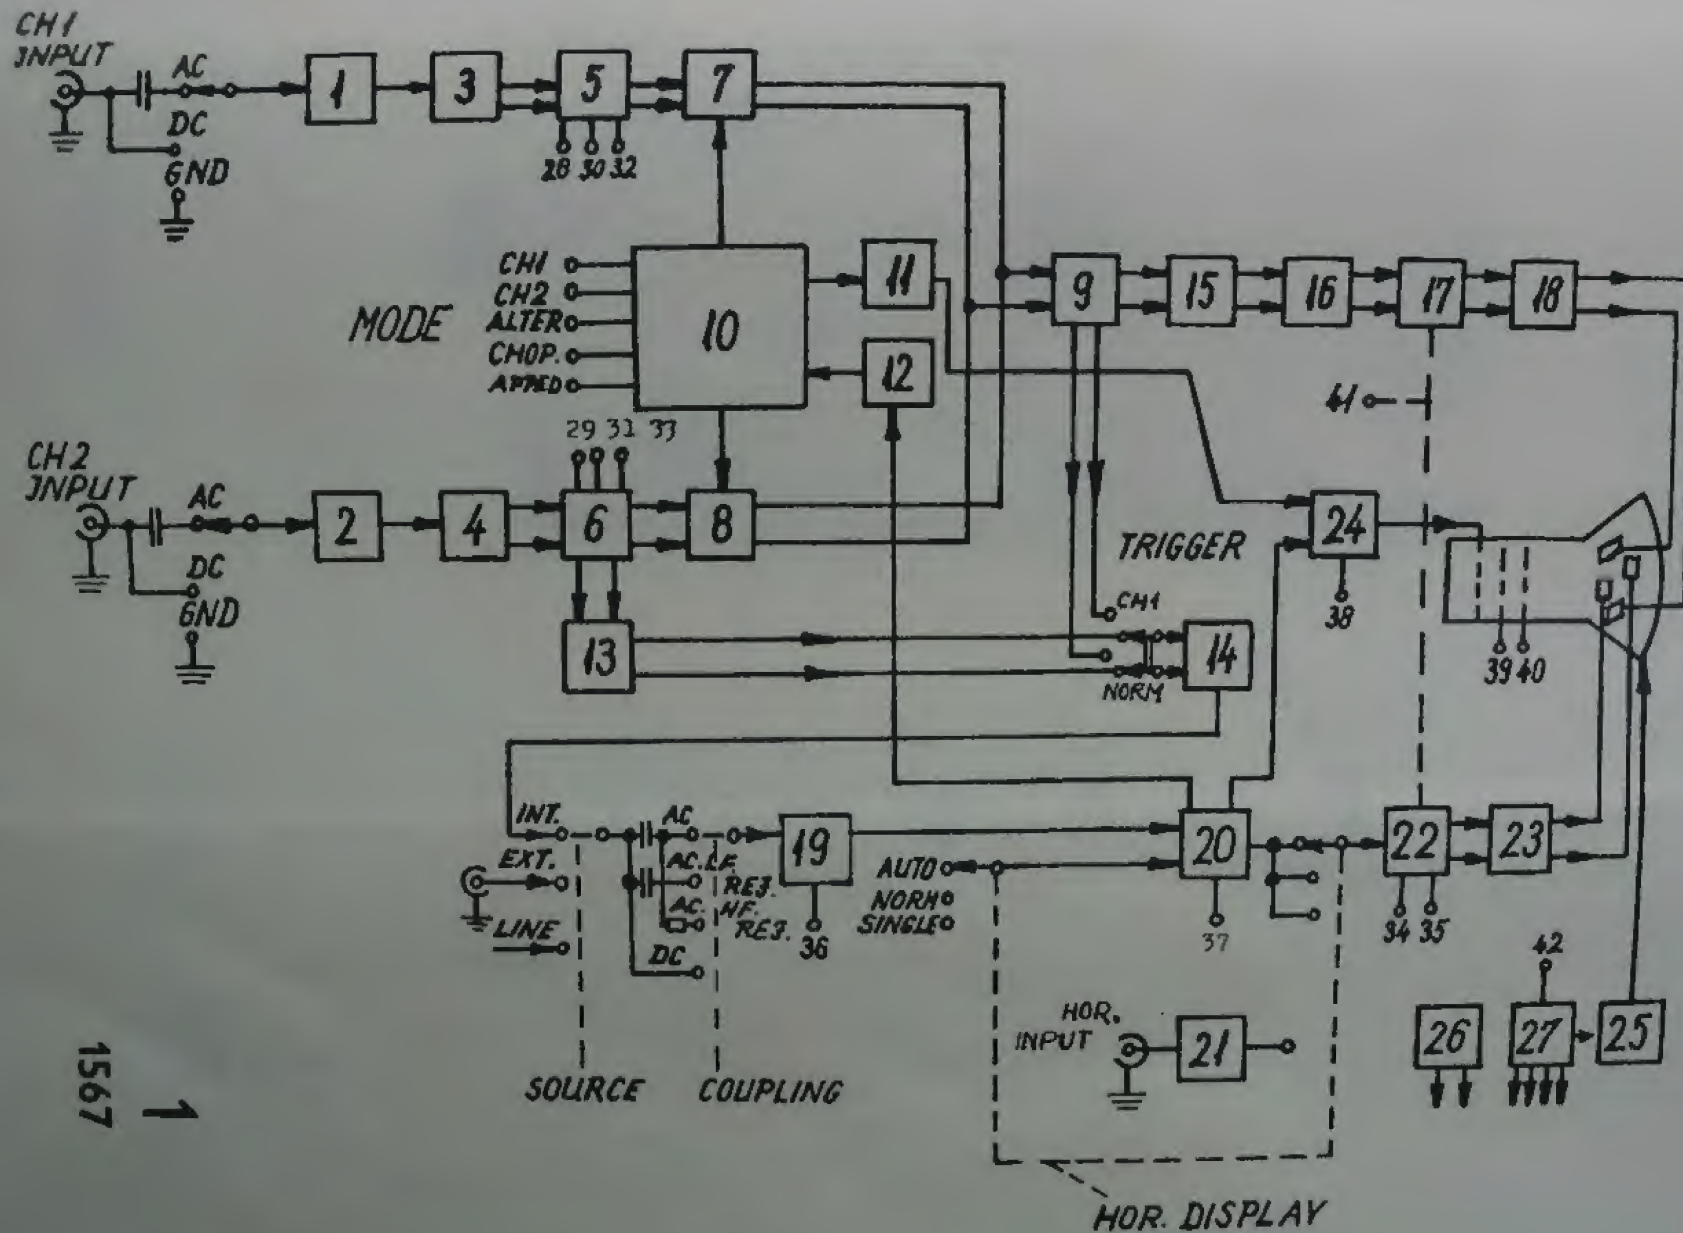 CH1
INPUT
AC
DC
GND
1
3
5
7
28 30 32
MODE
CH1
CH2
ALTER
CHOP.
APPED
10
11
12
9
15
16
17
18
41
29 31 33
CH2
INPUT
AC
DC
GND
2
4
6
8
13
TRIGGER
CH1
NORM
14
24
38
39 40
INT.
EXT.
LINE
AC
AC.LF.
REJ.
AC. HF.
REJ.
DC
SOURCE
COUPLING
19
36
AUTO
NORM
SINGLE
20
37
22
34 35
23
HOR.
INPUT
21
HOR. DISPLAY
26
42
27
25
1
1567